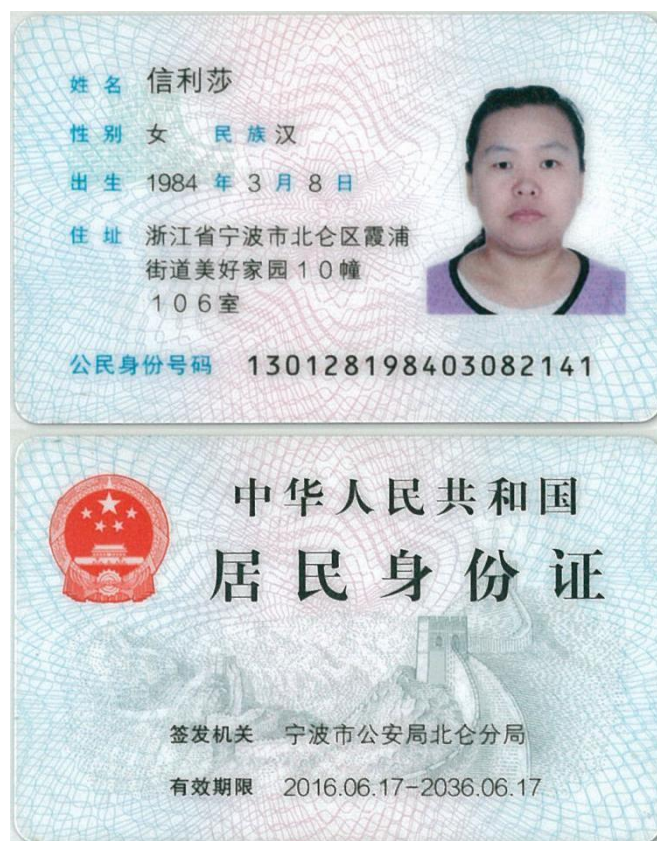 姓名 信利莎
性别 女 民族 汉
出生 1984 年 3 月 8 日
住址 浙江省宁波市北仑区霞浦
街道美好家园10幢
106室
公民身份号码 130128198403082141
中华人民共和国
居民身份证
签发机关 宁波市公安局北仑分局
有效期限 2016.06.17-2036.06.17